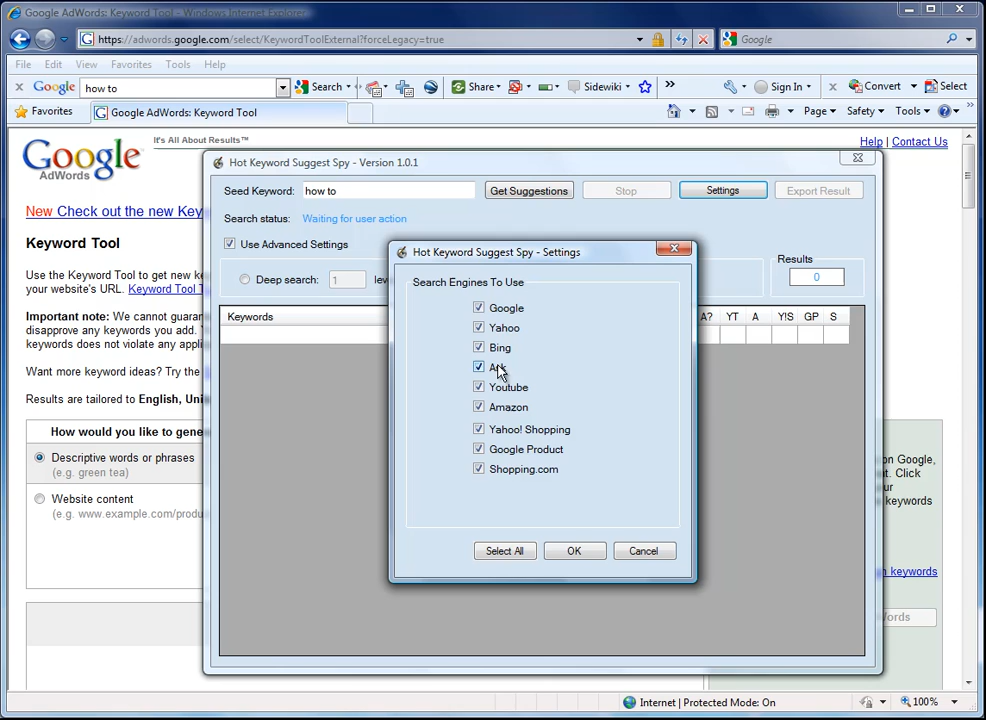 Google AdWords: Keyword Tool - Windows Internet Explorer
https://adwords.google.com/select/KeywordToolExternal?forceLegacy=true
Google
File Edit View Favorites Tools Help
Google how to Search Share Sidewiki Sign In Convert Select
Favorites Google AdWords: Keyword Tool Page Safety Tools
Google
AdWords
It's All About Results™
Help | Contact Us
New Check out the new Key
Keyword Tool
Use the Keyword Tool to get new ke
your website's URL. Keyword Tool T
Important note: We cannot guaran
disapprove any keywords you add.
keywords does not violate any appli
Want more keyword ideas? Try the
Results are tailored to English, Uni
How would you like to gene
Descriptive words or phrases
(e.g. green tea)
Website content
(e.g. www.example.com/produ
on Google,
t. Click
ur
keywords
n keywords
ords
Hot Keyword Suggest Spy - Version 1.0.1
Seed Keyword: how to Get Suggestions Stop Settings Export Result
Search status: Waiting for user action
Use Advanced Settings
Deep search: 1 lev
Results
0
Keywords A? YT A Y!S GP S
Hot Keyword Suggest Spy - Settings
Search Engines To Use
Google
Yahoo
Bing
Youtube
Amazon
Yahoo! Shopping
Google Product
Shopping.com
Select All OK Cancel
Internet | Protected Mode: On 100%